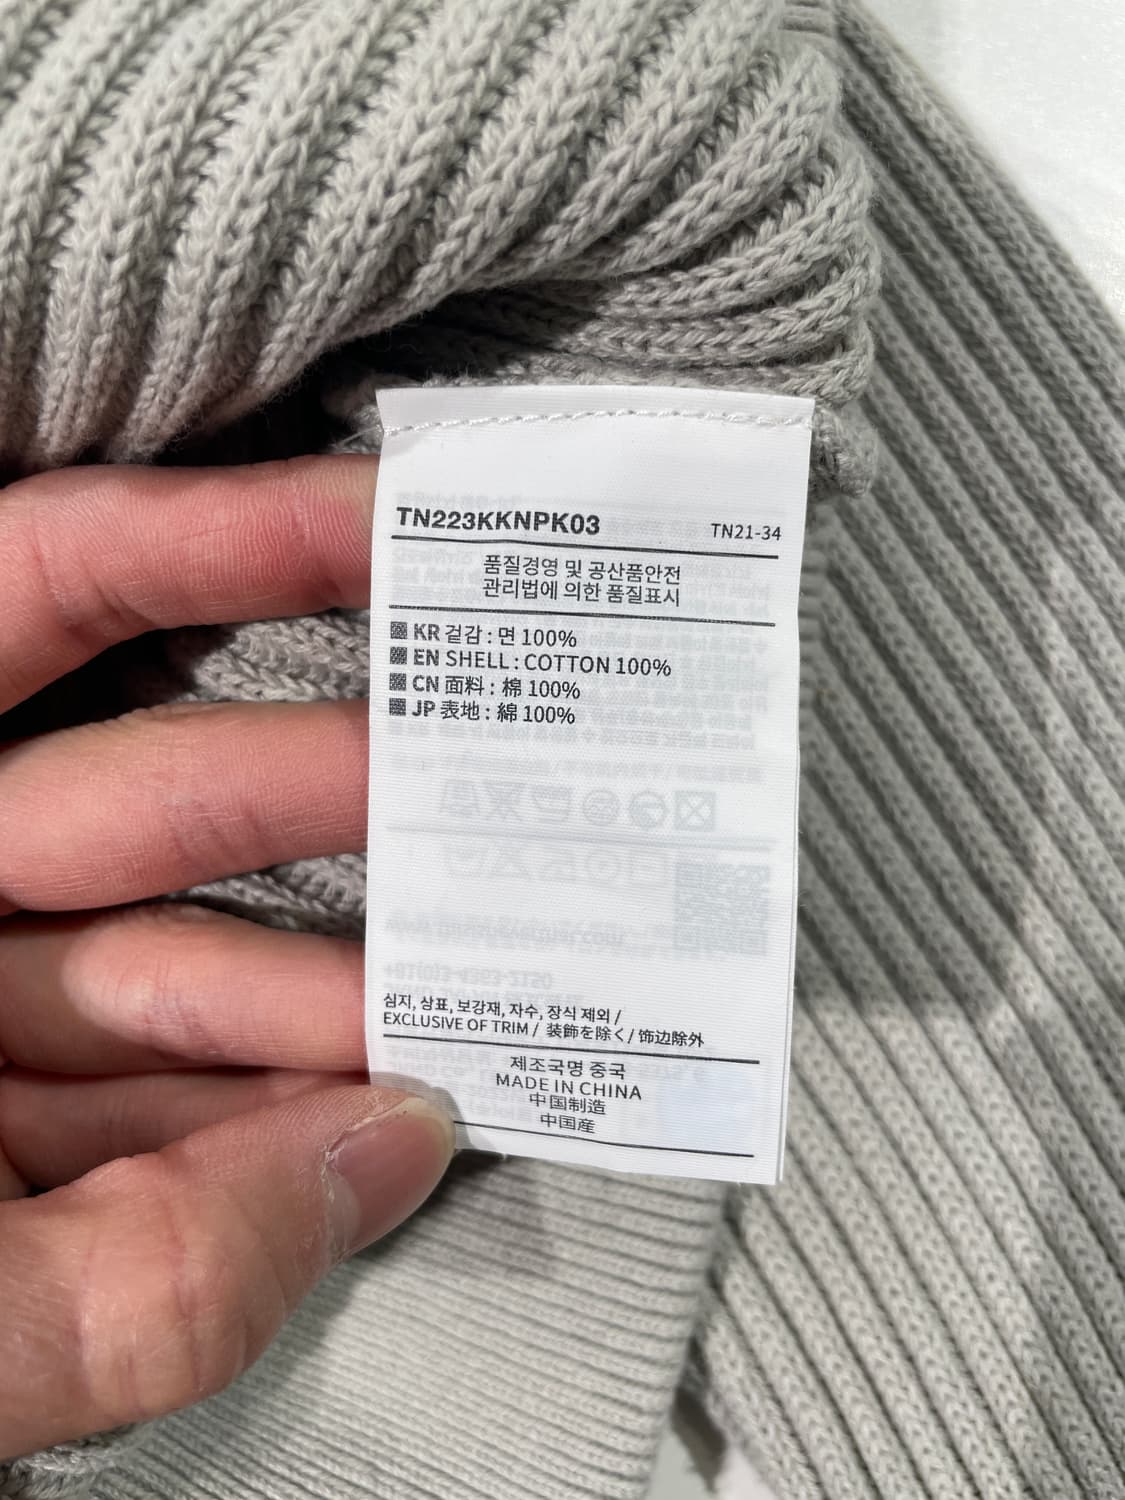 TN223KKNPK03 TN21-34
품질경영 및 공산품안전
관리법에 의한 품질표시
KR 겉감 : 면 100%
EN SHELL : COTTON 100%
CN 面料 : 棉 100%
JP 表地 : 綿 100%
심지, 상표, 보강재, 자수, 장식 제외 /
EXCLUSIVE OF TRIM / 装飾を除く / 饰边除外
제조국명 중국
MADE IN CHINA
中国制造
中国産